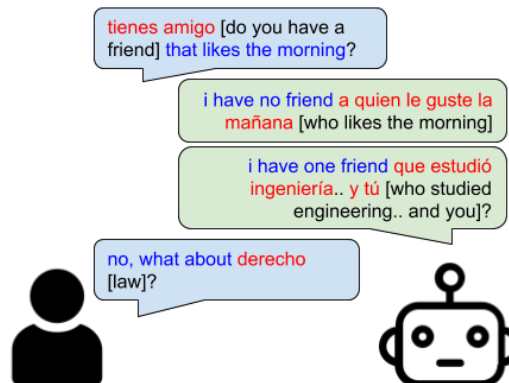 tienes amigo [do you have a
friend] that likes the morning?
i have no friend a quien le guste la
mañana [who likes the morning]
i have one friend que estudió
ingeniería.. y tú [who studied
engineering.. and you]?
no, what about derecho
[law]?